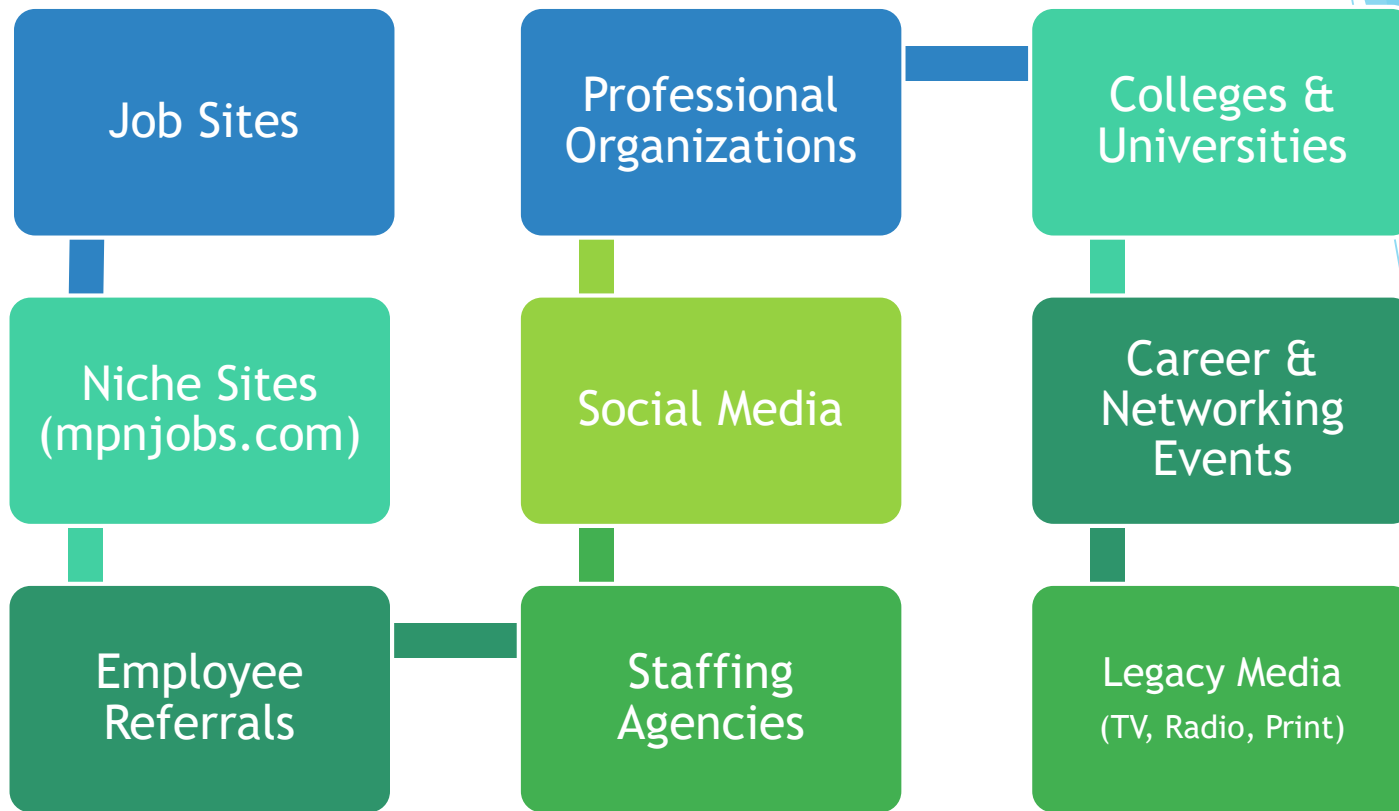 Job Sites
Niche Sites
(mpnjobs.com)
Employee
Referrals
Staffing
Agencies
Social Media
Professional
Organizations
Colleges &
Universities
Career &
Networking
Events
Legacy Media
(TV, Radio, Print)